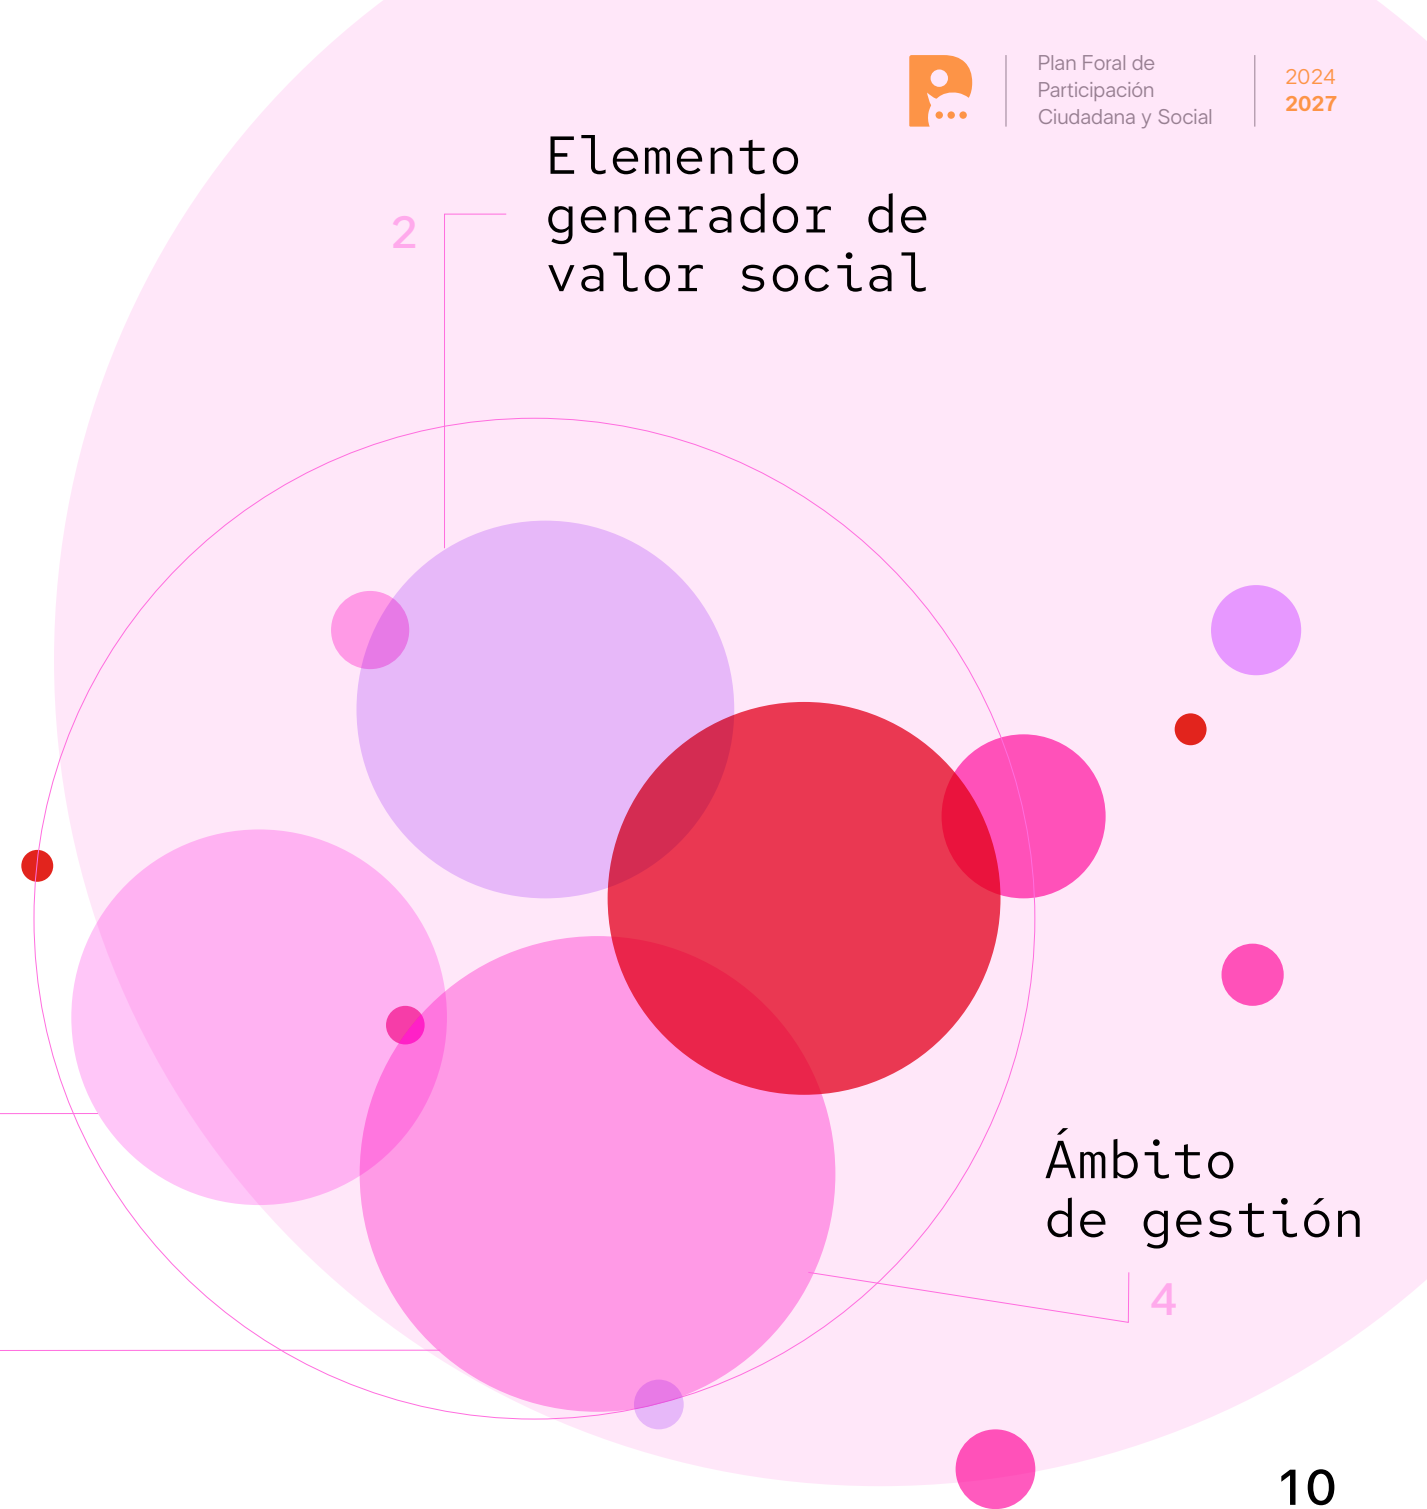 Plan Foral de
Participación
Ciudadana y Social
2024
2027
Elemento
generador de
valor social
2
Ámbito
de gestión
4
10